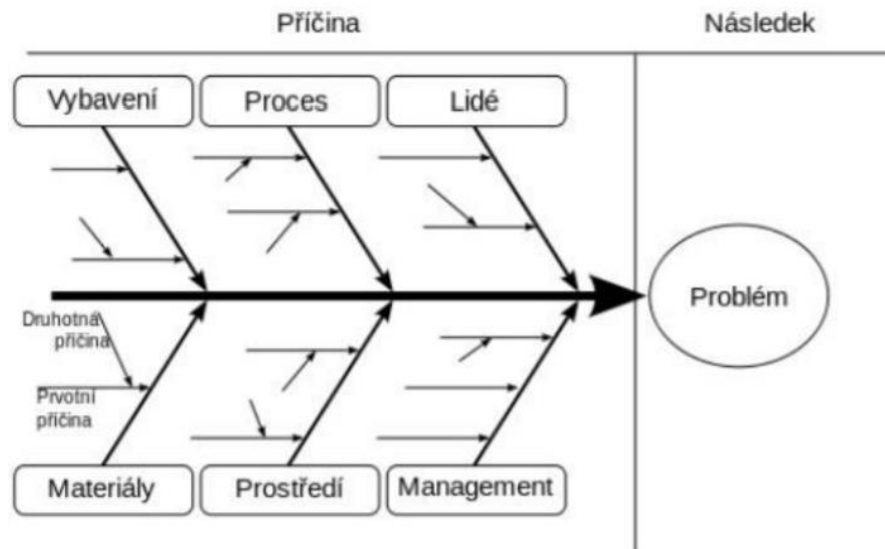 Příčina
Následek
Vybavení
Proces
Lidé
Problém
Druhotná
příčina
Prvotní
příčina
Materiály
Prostředí
Management